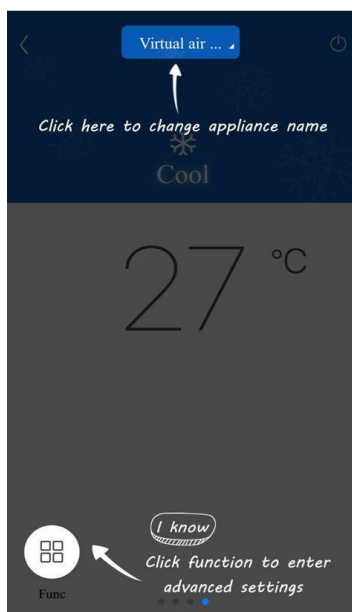 Virtual air ...
Click here to change appliance name
Cool
27 °C
I know
Click function to enter
advanced settings
Func